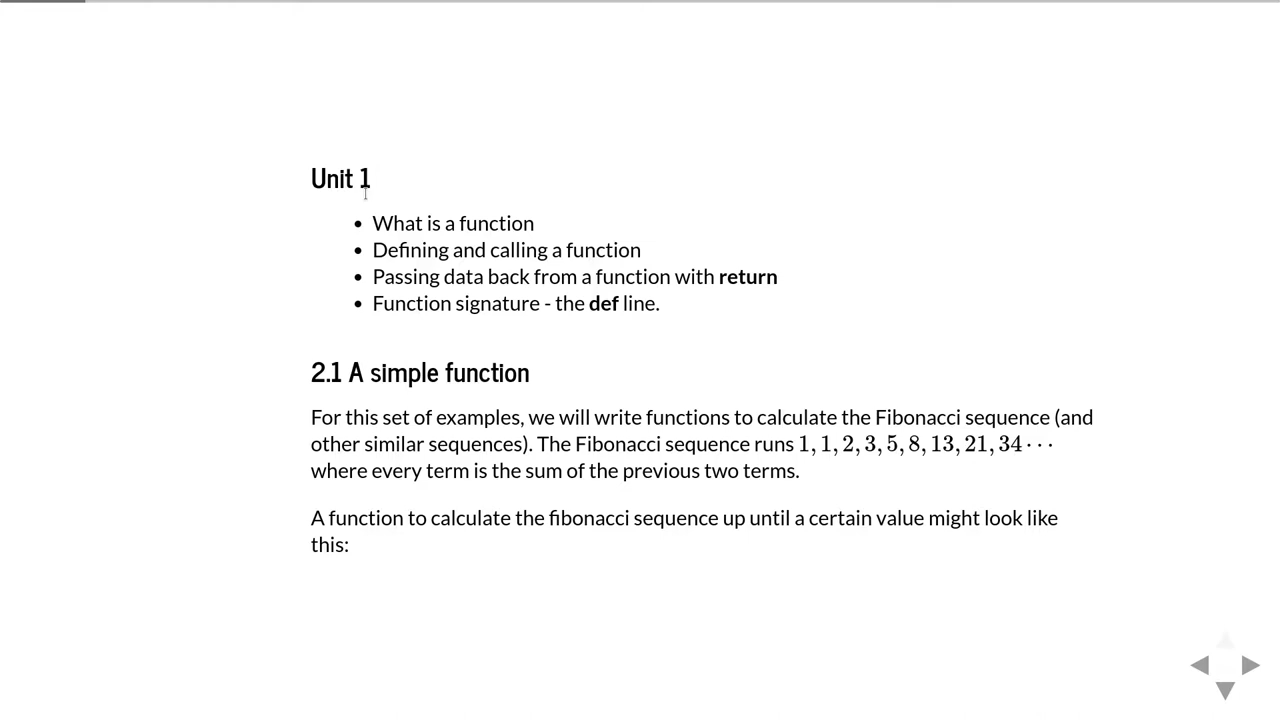 Unit 1
• What is a function
• Defining and calling a function
• Passing data back from a function with return
• Function signature - the def line.
2.1 A simple function
For this set of examples, we will write functions to calculate the Fibonacci sequence (and
other similar sequences). The Fibonacci sequence runs 1, 1, 2, 3, 5, 8, 13, 21, 34 ⋯
where every term is the sum of the previous two terms.
A function to calculate the fibonacci sequence up until a certain value might look like
this: